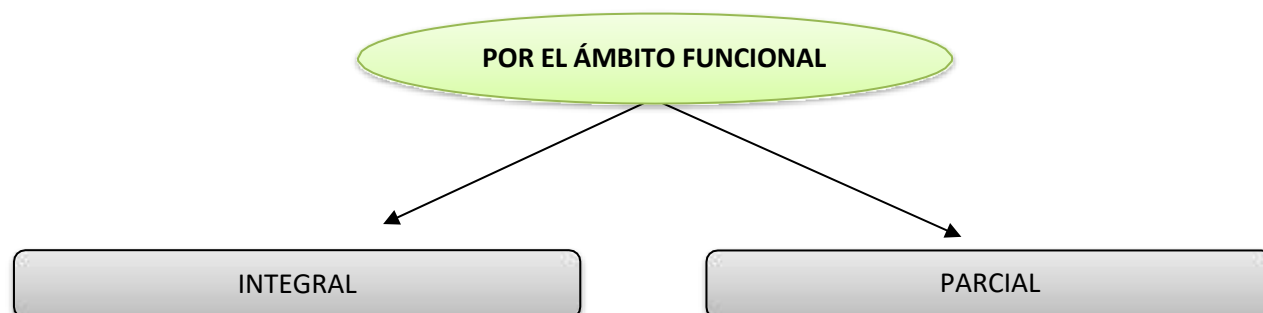 POR EL ÁMBITO FUNCIONAL
INTEGRAL
PARCIAL